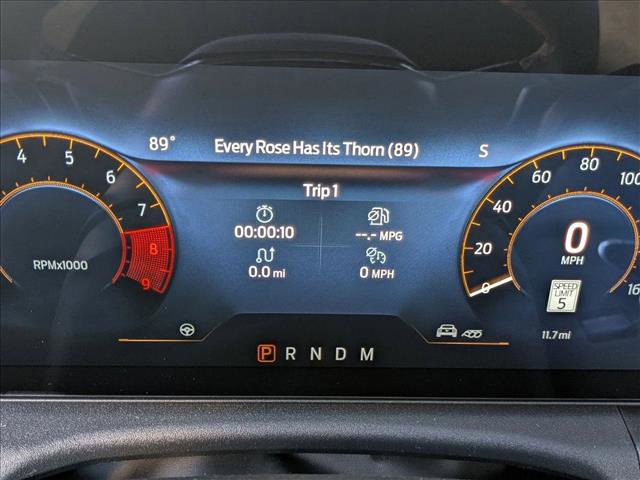 89° Every Rose Has Its Thorn (89) S
Trip 1
00:00:10 --.- MPG
0.0 mi 0 MPH
4 5 6 7 8 9
RPMx1000
0 20 40 60 80 100 16
0
MPH
SPEED
LIMIT
5
11.7 mi
P R N D M